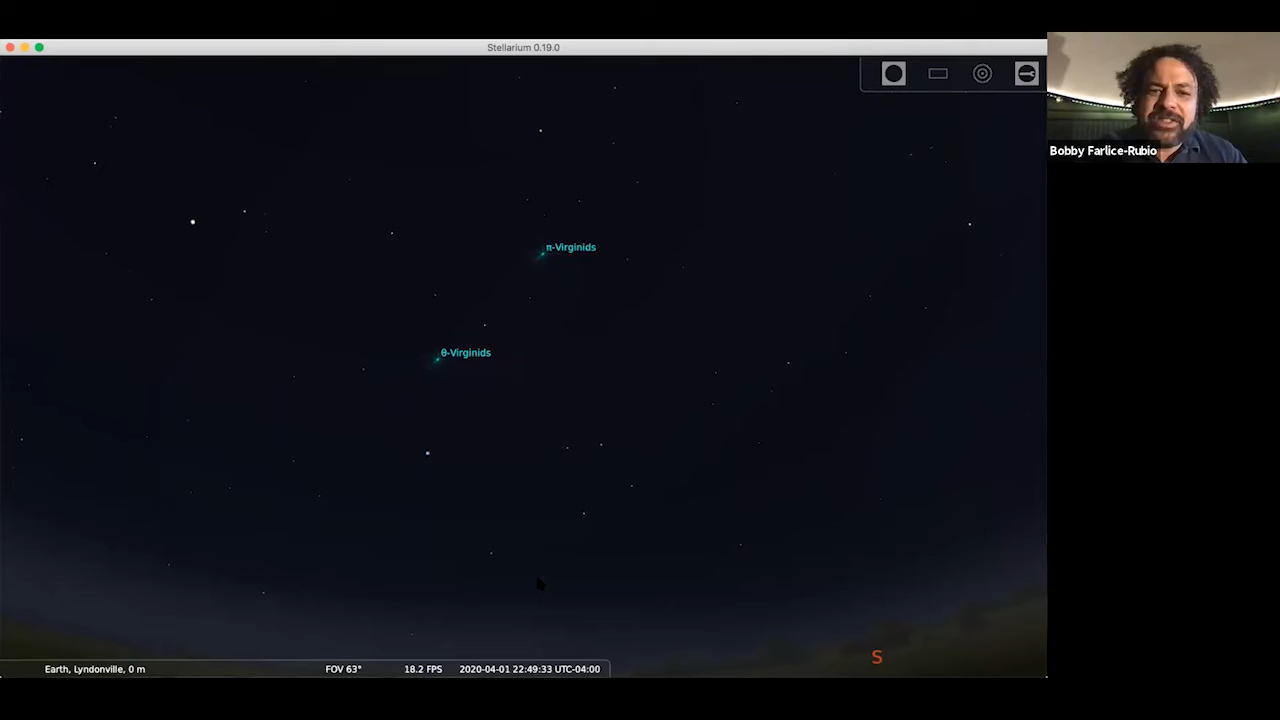 Stellarium 0.19.0
Bobby Farlice-Rubio
π-Virginids
θ-Virginids
S
Earth, Lyndonville, 0 m
FOV 63°
18.2 FPS
2020-04-01 22:49:33 UTC-04:00